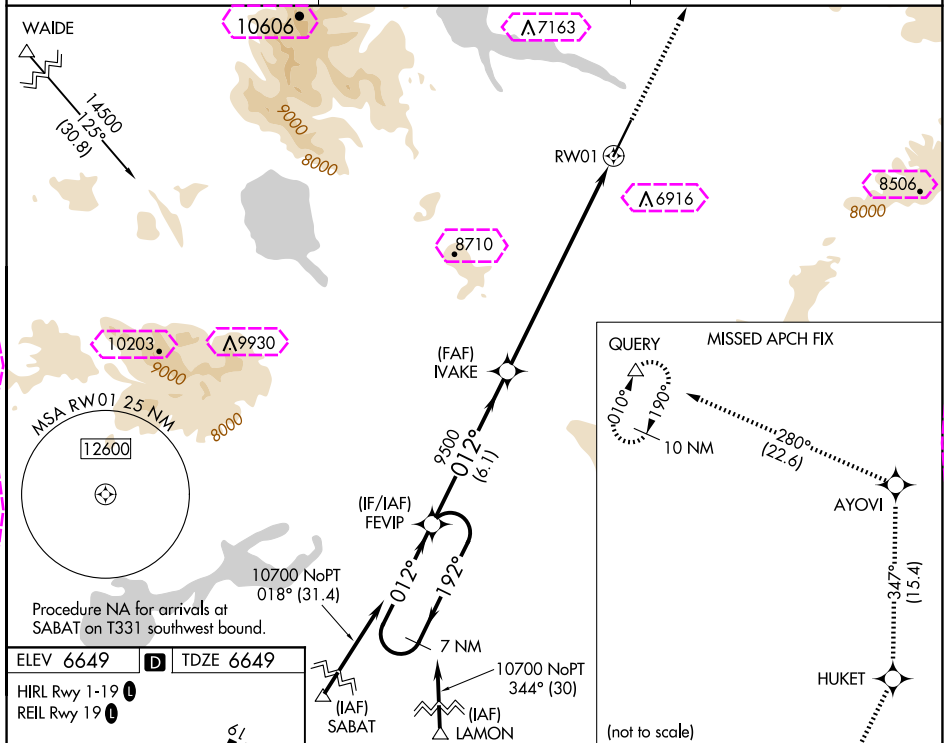 WAIDE
14500
125°
(30.8)
10606
7163
9000
8000
RW01
6916
8506
8000
8710
10203
9930
9000
8000
MSA RW01 25 NM
12600
(FAF)
IVAKE
9500
012°
(6.1)
(IF/IAF)
FEVIP
012°
192°
7 NM
10700 NoPT
018° (31.4)
10700 NoPT
344° (30)
(IAF)
SABAT
(IAF)
LAMON
Procedure NA for arrivals at
SABAT on T331 southwest bound.
ELEV 6649 D TDZE 6649
HIRL Rwy 1-19 L
REIL Rwy 19 L
19
MISSED APCH FIX
QUERY
010°
190°
10 NM
280°
(22.6)
AYOVI
347°
(15.4)
HUKET
(not to scale)